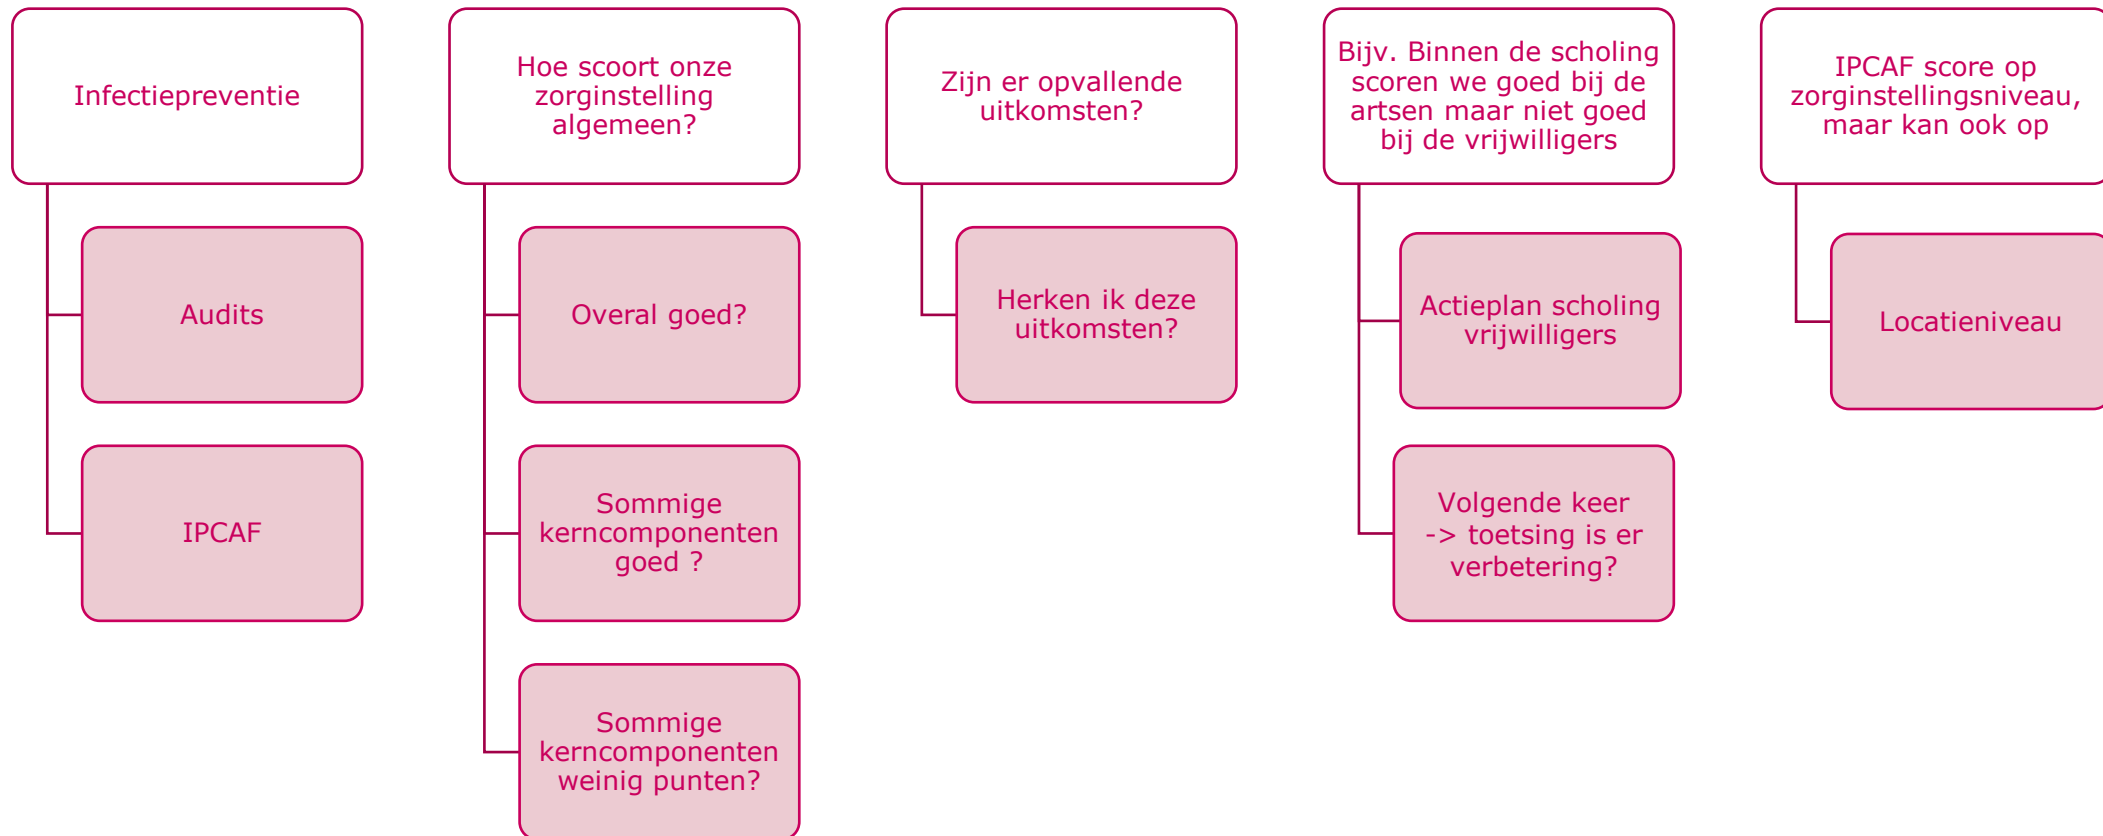 Infectiepreventie
Audits
IPCAF
Hoe scoort onze
zorginstelling
algemeen?
Overal goed?
Sommige
kerncomponenten
goed ?
Sommige
kerncomponenten
weinig punten?
Zijn er opvallende
uitkomsten?
Herken ik deze
uitkomsten?
Bijv. Binnen de scholing
scoren we goed bij de
artsen maar niet goed
bij de vrijwilligers
Actieplan scholing
vrijwilligers
Volgende keer
-> toetsing is er
verbetering?
IPCAF score op
zorginstellingsniveau,
maar kan ook op
Locatieniveau